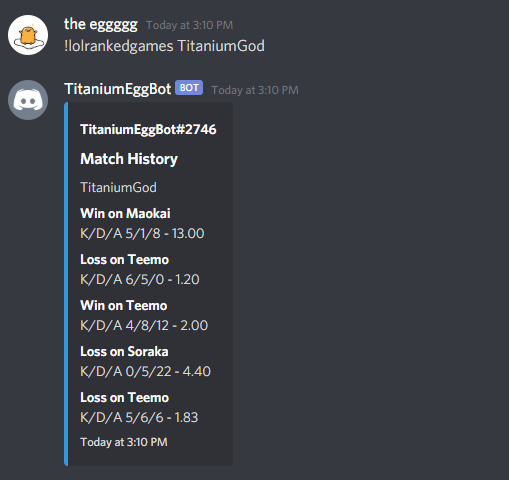 the eggggg Today at 3:10 PM
!lolrankedgames TitaniumGod
TitaniumEggBot BOT Today at 3:10 PM
TitaniumEggBot#2746
Match History
TitaniumGod
Win on Maokai
K/D/A 5/1/8 - 13.00
Loss on Teemo
K/D/A 6/5/0 - 1.20
Win on Teemo
K/D/A 4/8/12 - 2.00
Loss on Soraka
K/D/A 0/5/22 - 4.40
Loss on Teemo
K/D/A 5/6/6 - 1.83
Today at 3:10 PM